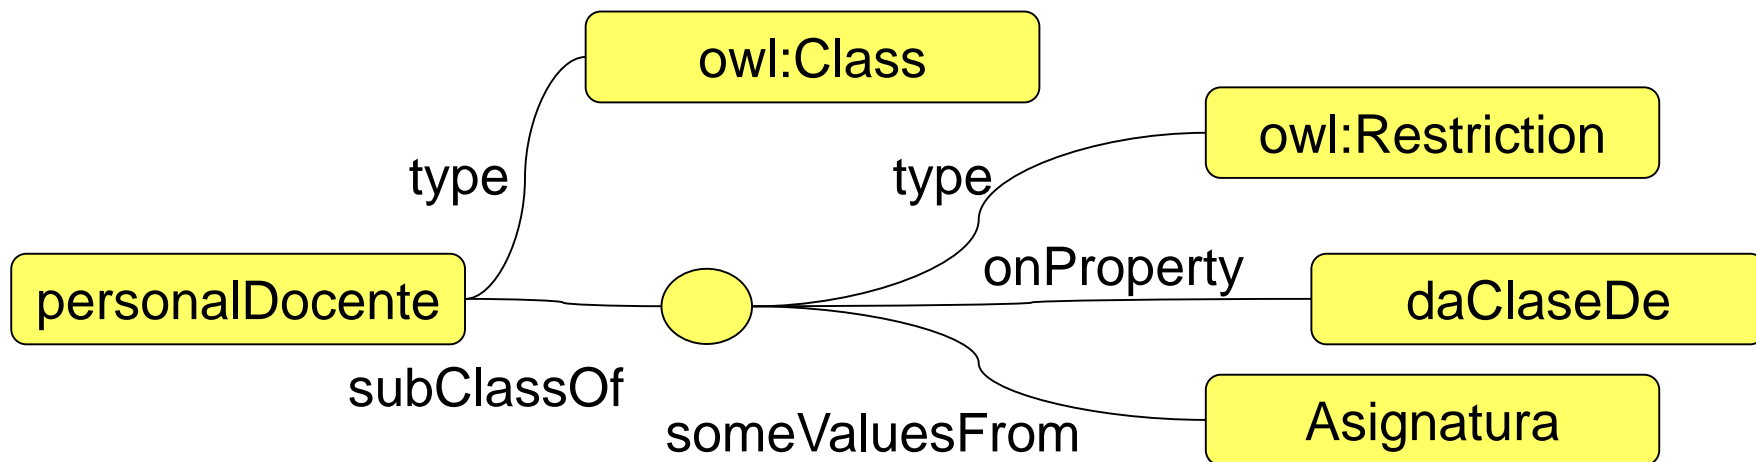 owl:Class
owl:Restriction
type
type
onProperty
personalDocente
daClaseDe
subClassOf
someValuesFrom
Asignatura